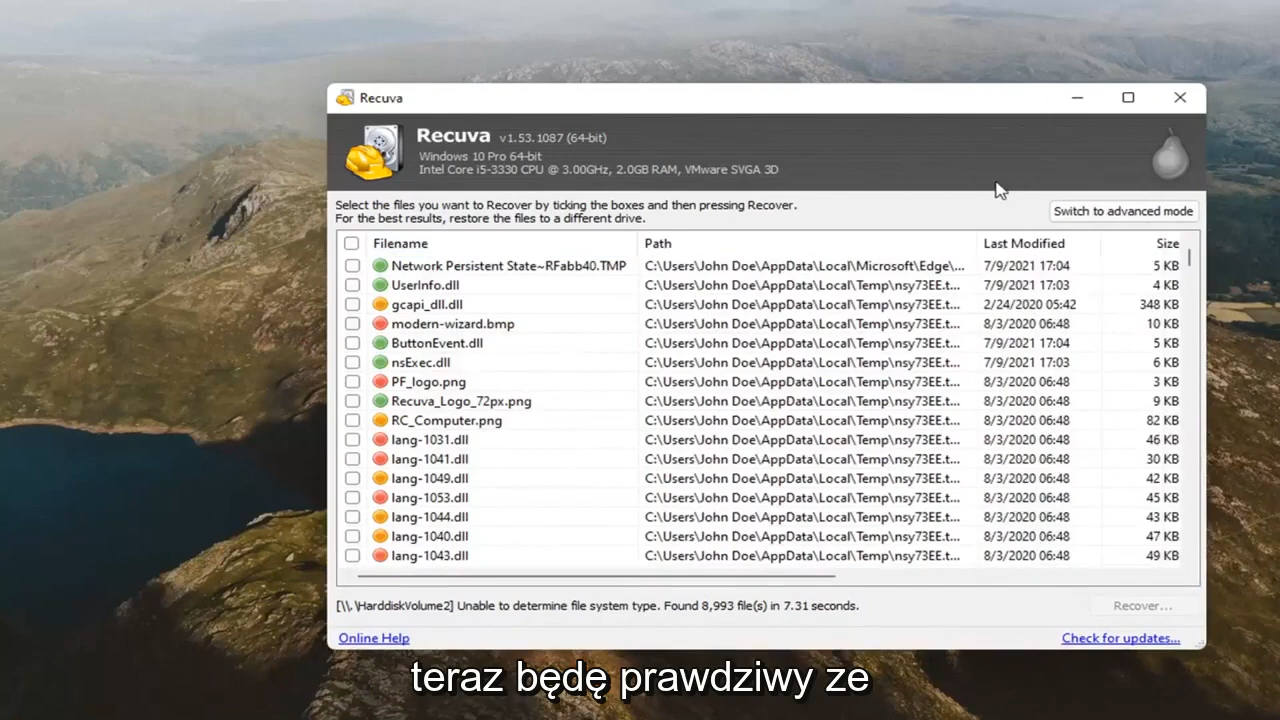 Recuva
Recuva v1.53.1087 (64-bit)
Windows 10 Pro 64-bit
Intel Core i5-3330 CPU @ 3.00GHz, 2.0GB RAM, VMware SVGA 3D
Select the files you want to Recover by ticking the boxes and then pressing Recover.
For the best results, restore the files to a different drive.
Switch to advanced mode
Filename Path Last Modified Size
Network Persistent State~RFabb40.TMP C:\Users\John Doe\AppData\Local\Microsoft\Edge\... 7/9/2021 17:04 5 KB
UserInfo.dll C:\Users\John Doe\AppData\Local\Temp\nsy73EE.t... 7/9/2021 17:03 4 KB
gcapi_dll.dll C:\Users\John Doe\AppData\Local\Temp\nsy73EE.t... 2/24/2020 05:42 348 KB
modern-wizard.bmp C:\Users\John Doe\AppData\Local\Temp\nsy73EE.t... 8/3/2020 06:48 10 KB
ButtonEvent.dll C:\Users\John Doe\AppData\Local\Temp\nsy73EE.t... 7/9/2021 17:04 5 KB
nsExec.dll C:\Users\John Doe\AppData\Local\Temp\nsy73EE.t... 7/9/2021 17:03 6 KB
PF_logo.png C:\Users\John Doe\AppData\Local\Temp\nsy73EE.t... 8/3/2020 06:48 3 KB
Recuva_Logo_72px.png C:\Users\John Doe\AppData\Local\Temp\nsy73EE.t... 8/3/2020 06:48 9 KB
RC_Computer.png C:\Users\John Doe\AppData\Local\Temp\nsy73EE.t... 8/3/2020 06:48 82 KB
lang-1031.dll C:\Users\John Doe\AppData\Local\Temp\nsy73EE.t... 8/3/2020 06:48 46 KB
lang-1041.dll C:\Users\John Doe\AppData\Local\Temp\nsy73EE.t... 8/3/2020 06:48 30 KB
lang-1049.dll C:\Users\John Doe\AppData\Local\Temp\nsy73EE.t... 8/3/2020 06:48 42 KB
lang-1053.dll C:\Users\John Doe\AppData\Local\Temp\nsy73EE.t... 8/3/2020 06:48 45 KB
lang-1044.dll C:\Users\John Doe\AppData\Local\Temp\nsy73EE.t... 8/3/2020 06:48 43 KB
lang-1040.dll C:\Users\John Doe\AppData\Local\Temp\nsy73EE.t... 8/3/2020 06:48 47 KB
lang-1043.dll C:\Users\John Doe\AppData\Local\Temp\nsy73EE.t... 8/3/2020 06:48 49 KB
[\\.\HarddiskVolume2] Unable to determine file system type. Found 8,993 file(s) in 7.31 seconds.
Recover...
Online Help
Check for updates...
teraz będę prawdziwy ze